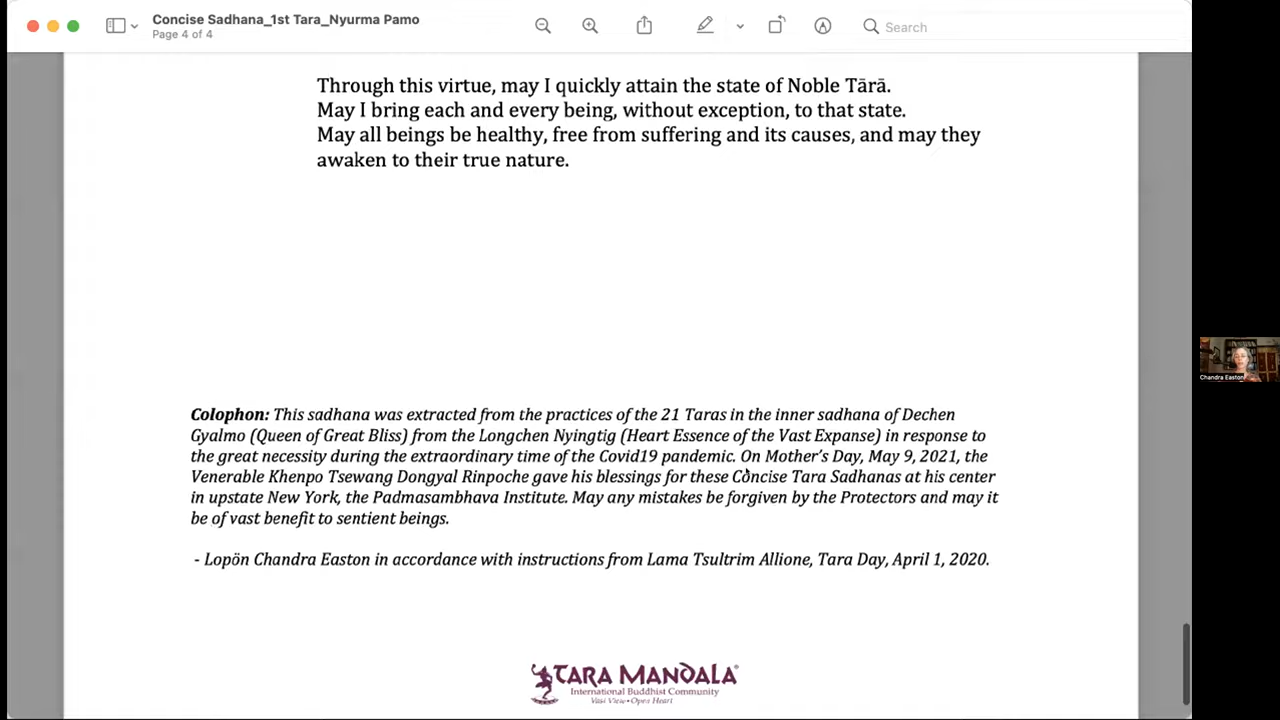 Concise Sadhana_1st Tara_Nyurma Pamo
Page 4 of 4
Search
Through this virtue, may I quickly attain the state of Noble Tārā.
May I bring each and every being, without exception, to that state.
May all beings be healthy, free from suffering and its causes, and may they
awaken to their true nature.
Colophon: This sadhana was extracted from the practices of the 21 Taras in the inner sadhana of Dechen
Gyalmo (Queen of Great Bliss) from the Longchen Nyingtig (Heart Essence of the Vast Expanse) in response to
the great necessity during the extraordinary time of the Covid19 pandemic. On Mother's Day, May 9, 2021, the
Venerable Khenpo Tsewang Dongyal Rinpoche gave his blessings for these Concise Tara Sadhanas at his center
in upstate New York, the Padmasambhava Institute. May any mistakes be forgiven by the Protectors and may it
be of vast benefit to sentient beings.
- Lopön Chandra Easton in accordance with instructions from Lama Tsultrim Allione, Tara Day, April 1, 2020.
TARA MANDALA®
International Buddhist Community
Vast View • Open Heart
Chandra Easton